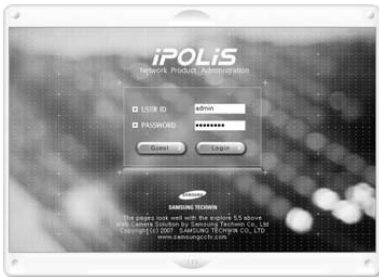 iPOLiS
Network Product Administration
USER ID
admin
PASSWORD
••••••••
Guest
Login
SAMSUNG
SAMSUNG TECHWIN
The pages look well with the explore 5,5 above
Web Camera Solution by Samsung Techwin Co,, Ltd
Copyright(c) 2007 SAMSUNG TECHWIN CO,, LTD
www.samsungcctv.com